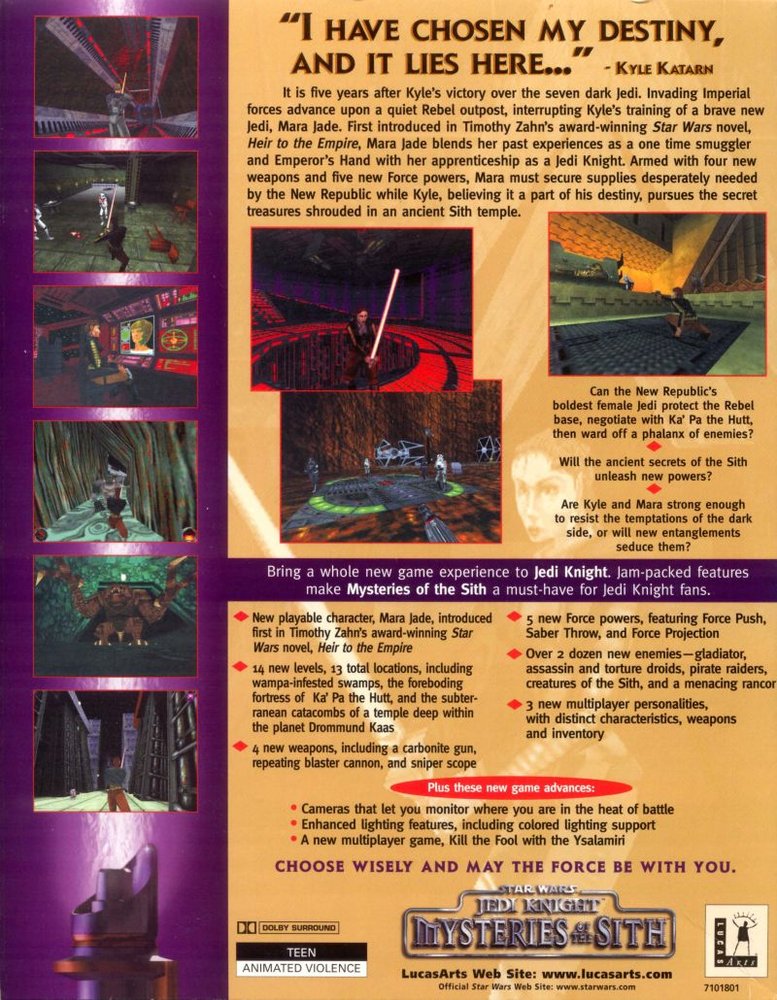 "I HAVE CHOSEN MY DESTINY,
AND IT LIES HERE..." - KYLE KATARN
It is five years after Kyle's victory over the seven dark Jedi. Invading Imperial
forces advance upon a quiet Rebel outpost, interrupting Kyle's training of a brave new
Jedi, Mara Jade. First introduced in Timothy Zahn's award-winning Star Wars novel,
Heir to the Empire, Mara Jade blends her past experiences as a one time smuggler
and Emperor's Hand with her apprenticeship as a Jedi Knight. Armed with four new
weapons and five new Force powers, Mara must secure supplies desperately needed
by the New Republic while Kyle, believing it a part of his destiny, pursues the secret
treasures shrouded in an ancient Sith temple.
Can the New Republic's
boldest female Jedi protect the Rebel
base, negotiate with Ka' Pa the Hutt,
then ward off a phalanx of enemies?
Will the ancient secrets of the Sith
unleash new powers?
Are Kyle and Mara strong enough
to resist the temptations of the dark
side, or will new entanglements
seduce them?
Bring a whole new game experience to Jedi Knight. Jam-packed features
make Mysteries of the Sith a must-have for Jedi Knight fans.
New playable character, Mara Jade, introduced
first in Timothy Zahn's award-winning Star
Wars novel, Heir to the Empire
14 new levels, 13 total locations, including
wampa-infested swamps, the foreboding
fortress of Ka' Pa the Hutt, and the subter-
ranean catacombs of a temple deep within
the planet Drommund Kaas
4 new weapons, including a carbonite gun,
repeating blaster cannon, and sniper scope
5 new Force powers, featuring Force Push,
Saber Throw, and Force Projection
Over 2 dozen new enemies—gladiator,
assassin and torture droids, pirate raiders,
creatures of the Sith, and a menacing rancor
3 new multiplayer personalities,
with distinct characteristics, weapons
and inventory
Plus these new game advances:
• Cameras that let you monitor where you are in the heat of battle
• Enhanced lighting features, including colored lighting support
• A new multiplayer game, Kill the Fool with the Ysalamiri
CHOOSE WISELY AND MAY THE FORCE BE WITH YOU.
DOLBY SURROUND
TEEN
ANIMATED VIOLENCE
STAR WARS
JEDI KNIGHT
MYSTERIES OF THE SITH
LucasArts Web Site: www.lucasarts.com
Official Star Wars Web Site: www.starwars.com
LUCAS
ARTS
7101801